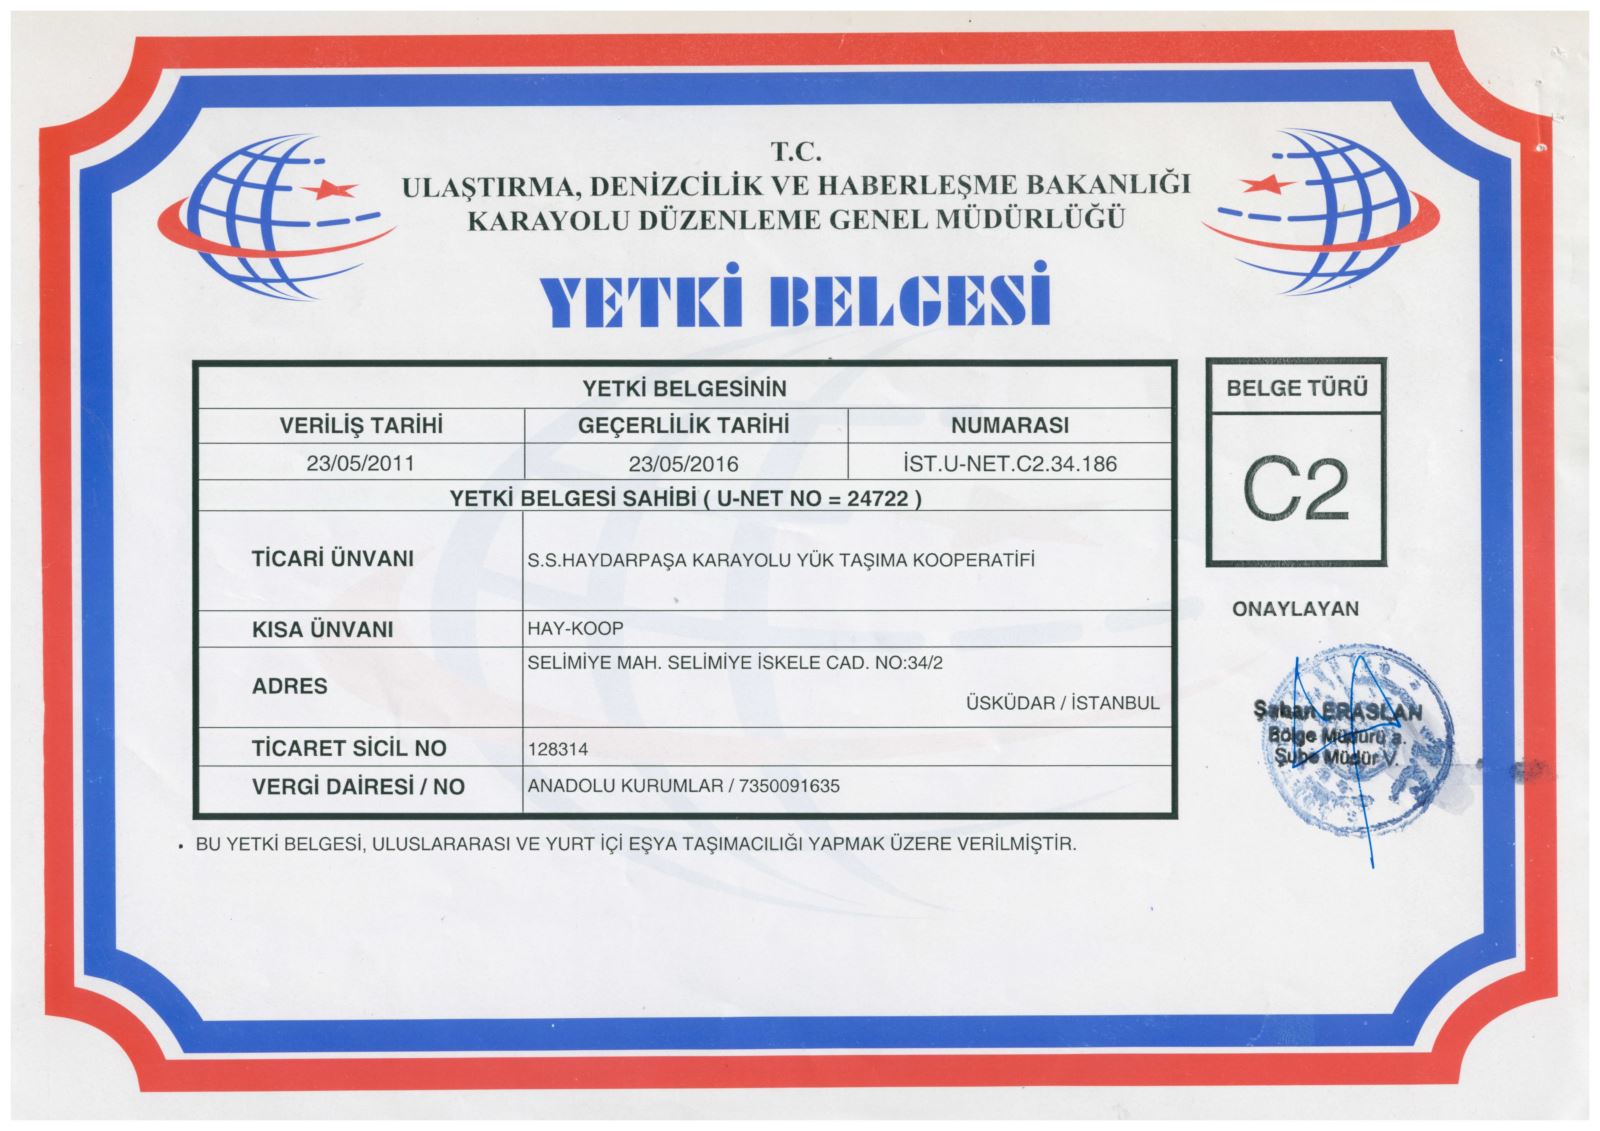 T.C.
ULAŞTIRMA, DENİZCİLİK VE HABERLEŞME BAKANLIĞI
KARAYOLU DÜZENLEME GENEL MÜDÜRLÜĞÜ
YETKİ BELGESİ
YETKİ BELGESİNİN
VERİLİŞ TARİHİ GEÇERLİLİK TARİHİ NUMARASI
23/05/2011 23/05/2016 İST.U-NET.C2.34.186
YETKİ BELGESİ SAHİBİ ( U-NET NO = 24722 )
TİCARİ ÜNVANI S.S.HAYDARPAŞA KARAYOLU YÜK TAŞIMA KOOPERATİFİ
KISA ÜNVANI HAY-KOOP
ADRES SELİMİYE MAH. SELİMİYE İSKELE CAD. NO:34/2
ÜSKÜDAR / İSTANBUL
TİCARET SİCİL NO 128314
VERGİ DAİRESİ / NO ANADOLU KURUMLAR / 7350091635
. BU YETKİ BELGESİ, ULUSLARARASI VE YURT İÇİ EŞYA TAŞIMACILIĞI YAPMAK ÜZERE VERİLMİŞTİR.
BELGE TÜRÜ
C2
ONAYLAYAN
Şaban ERASLAN
Bölge Müdürü a.
Şube Müdür V.